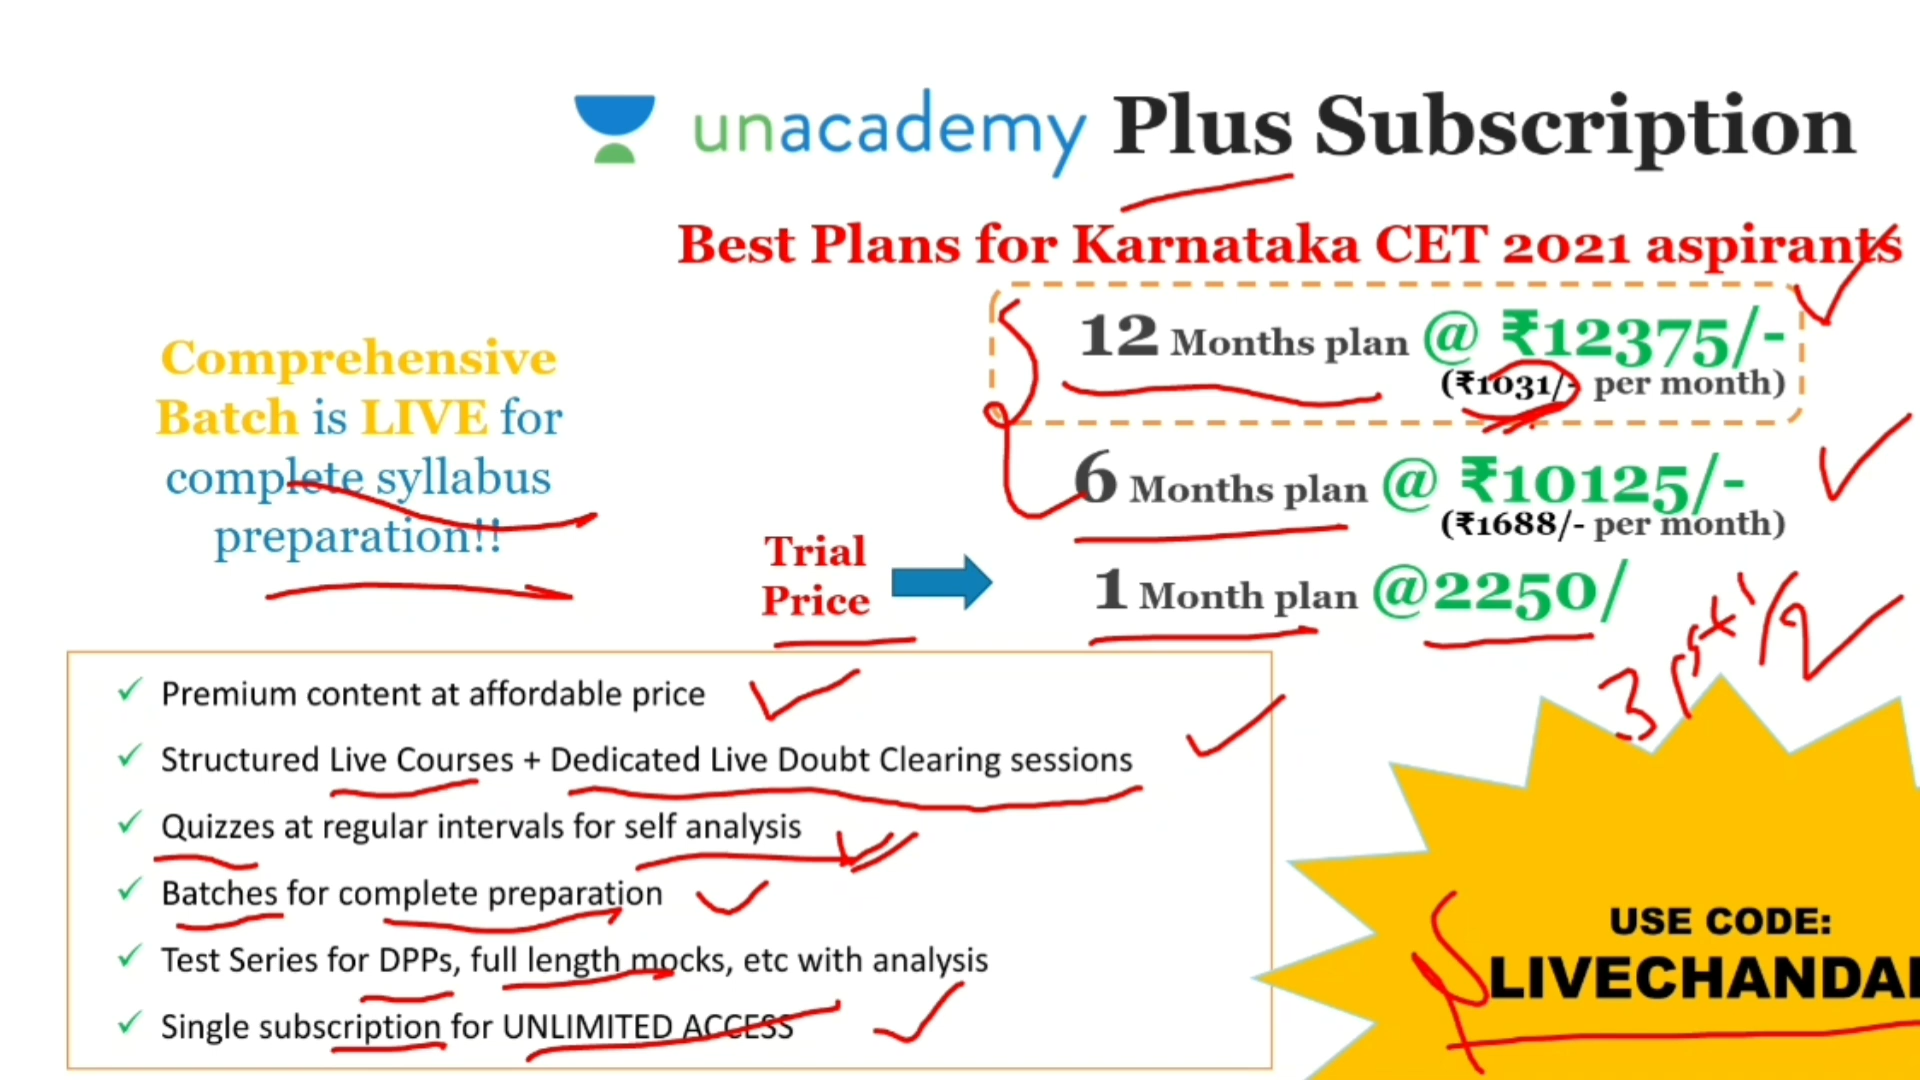 unacademy Plus Subscription
Best Plans for Karnataka CET 2021 aspirants
Comprehensive
Batch is LIVE for
complete syllabus
preparation!!
12 Months plan @ ₹12375/-
(₹1031/- per month)
6 Months plan @ ₹10125/-
(₹1688/- per month)
Trial
Price
1 Month plan @2250/
✓ Premium content at affordable price
✓ Structured Live Courses + Dedicated Live Doubt Clearing sessions
✓ Quizzes at regular intervals for self analysis
✓ Batches for complete preparation
✓ Test Series for DPPs, full length mocks, etc with analysis
✓ Single subscription for UNLIMITED ACCESS
USE CODE:
LIVECHANDAN